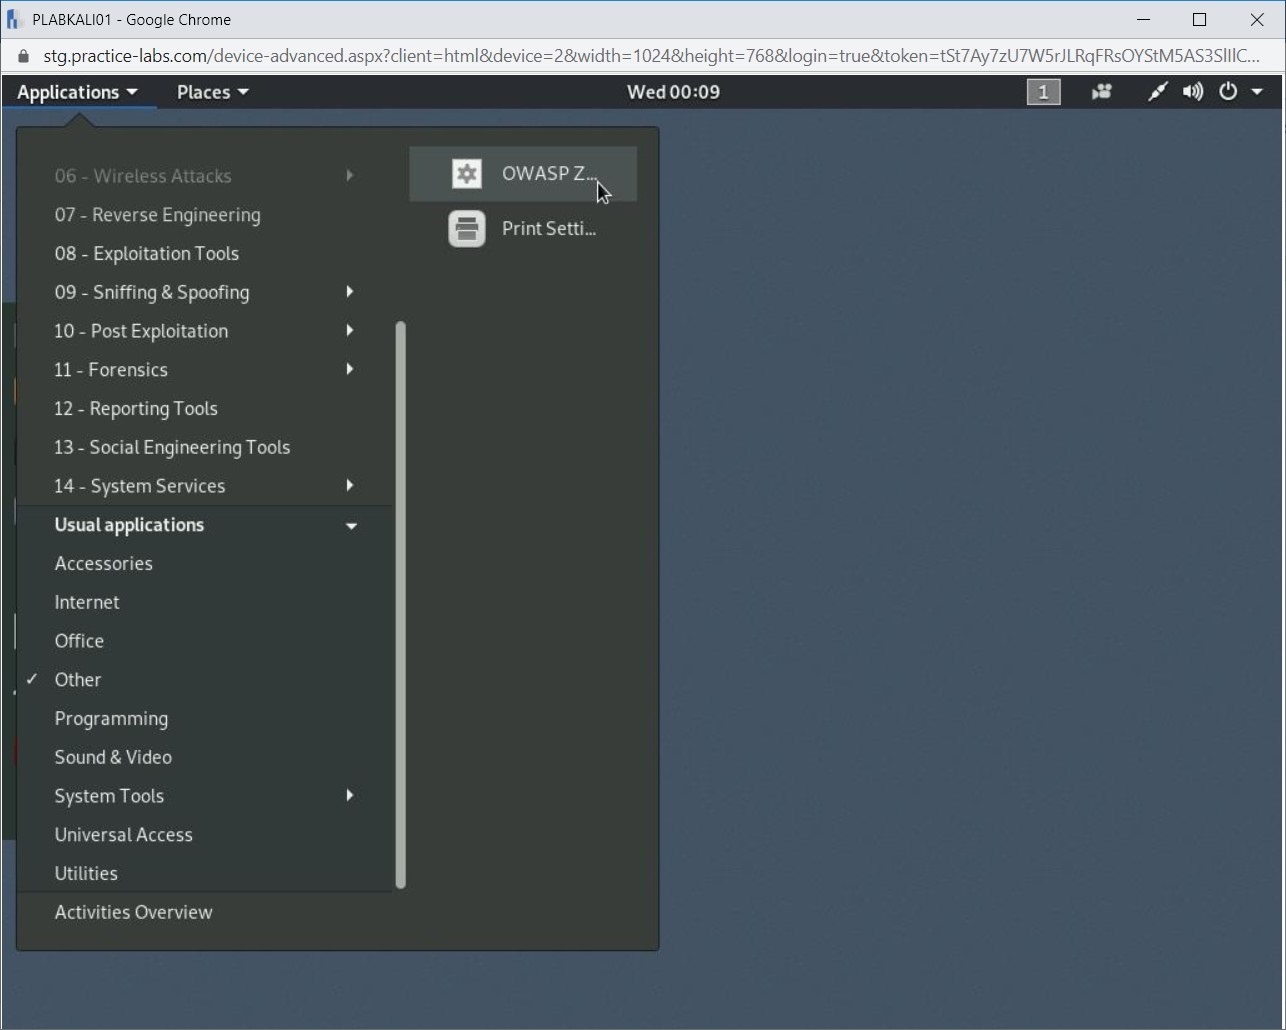 PLABKALI01 - Google Chrome
stg.practice-labs.com/device-advanced.aspx?client=html&device=2&width=1024&height=768&login=true&token=tSt7Ay7zU7W5rJLRqFRsOYStM5AS3SlIlC...
Applications Places Wed 00:09 1
06 - Wireless Attacks
07 - Reverse Engineering
08 - Exploitation Tools
09 - Sniffing & Spoofing
10 - Post Exploitation
11 - Forensics
12 - Reporting Tools
13 - Social Engineering Tools
14 - System Services
Usual applications
Accessories
Internet
Office
✓ Other
Programming
Sound & Video
System Tools
Universal Access
Utilities
Activities Overview
OWASP Z...
Print Setti...